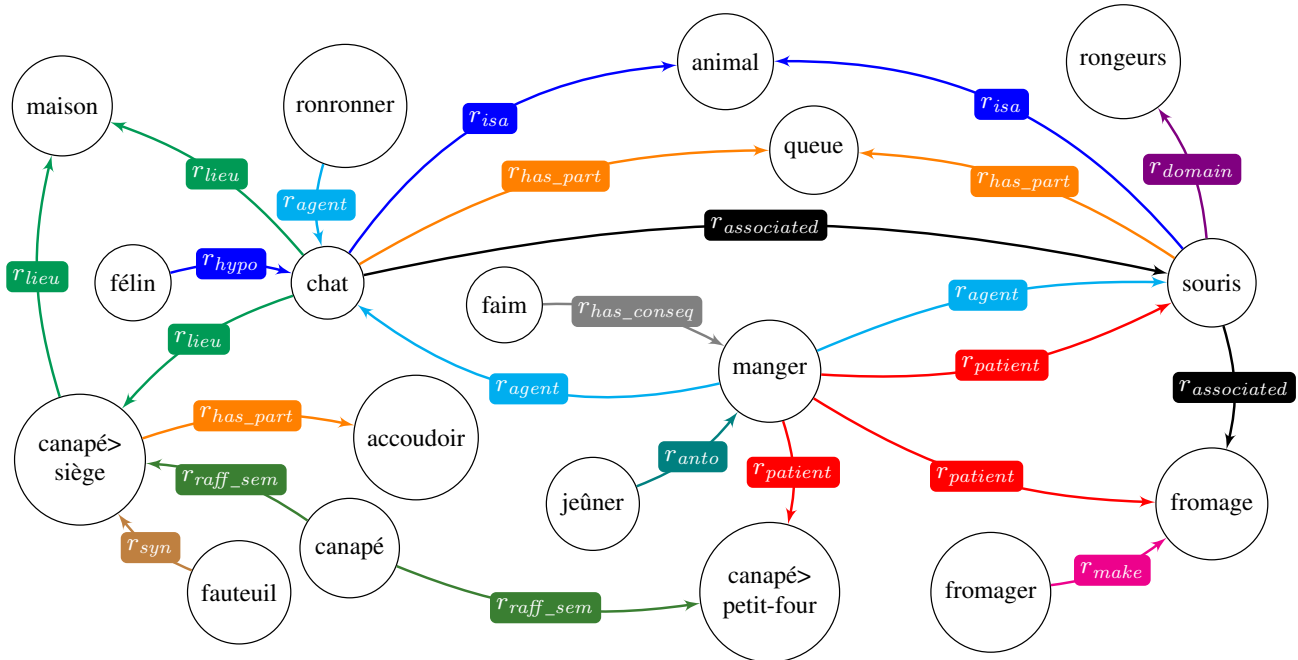 animal
rongeurs
maison
ronronner
r_isa
r_isa
queue
r_lieu
r_has_part
r_domain
r_has_part
r_agent
r_associated
r_hypo
r_lieu
félin
chat
faim
r_agent
souris
r_has_conseq
r_lieu
manger
r_patient
r_agent
r_associated
r_has_part
accoudoir
canapé>
siège
r_anto
r_patient
r_raff_sem
r_patient
jeûner
fromage
r_syn
canapé
r_make
fauteuil
canapé>
petit-four
fromager
r_raff_sem